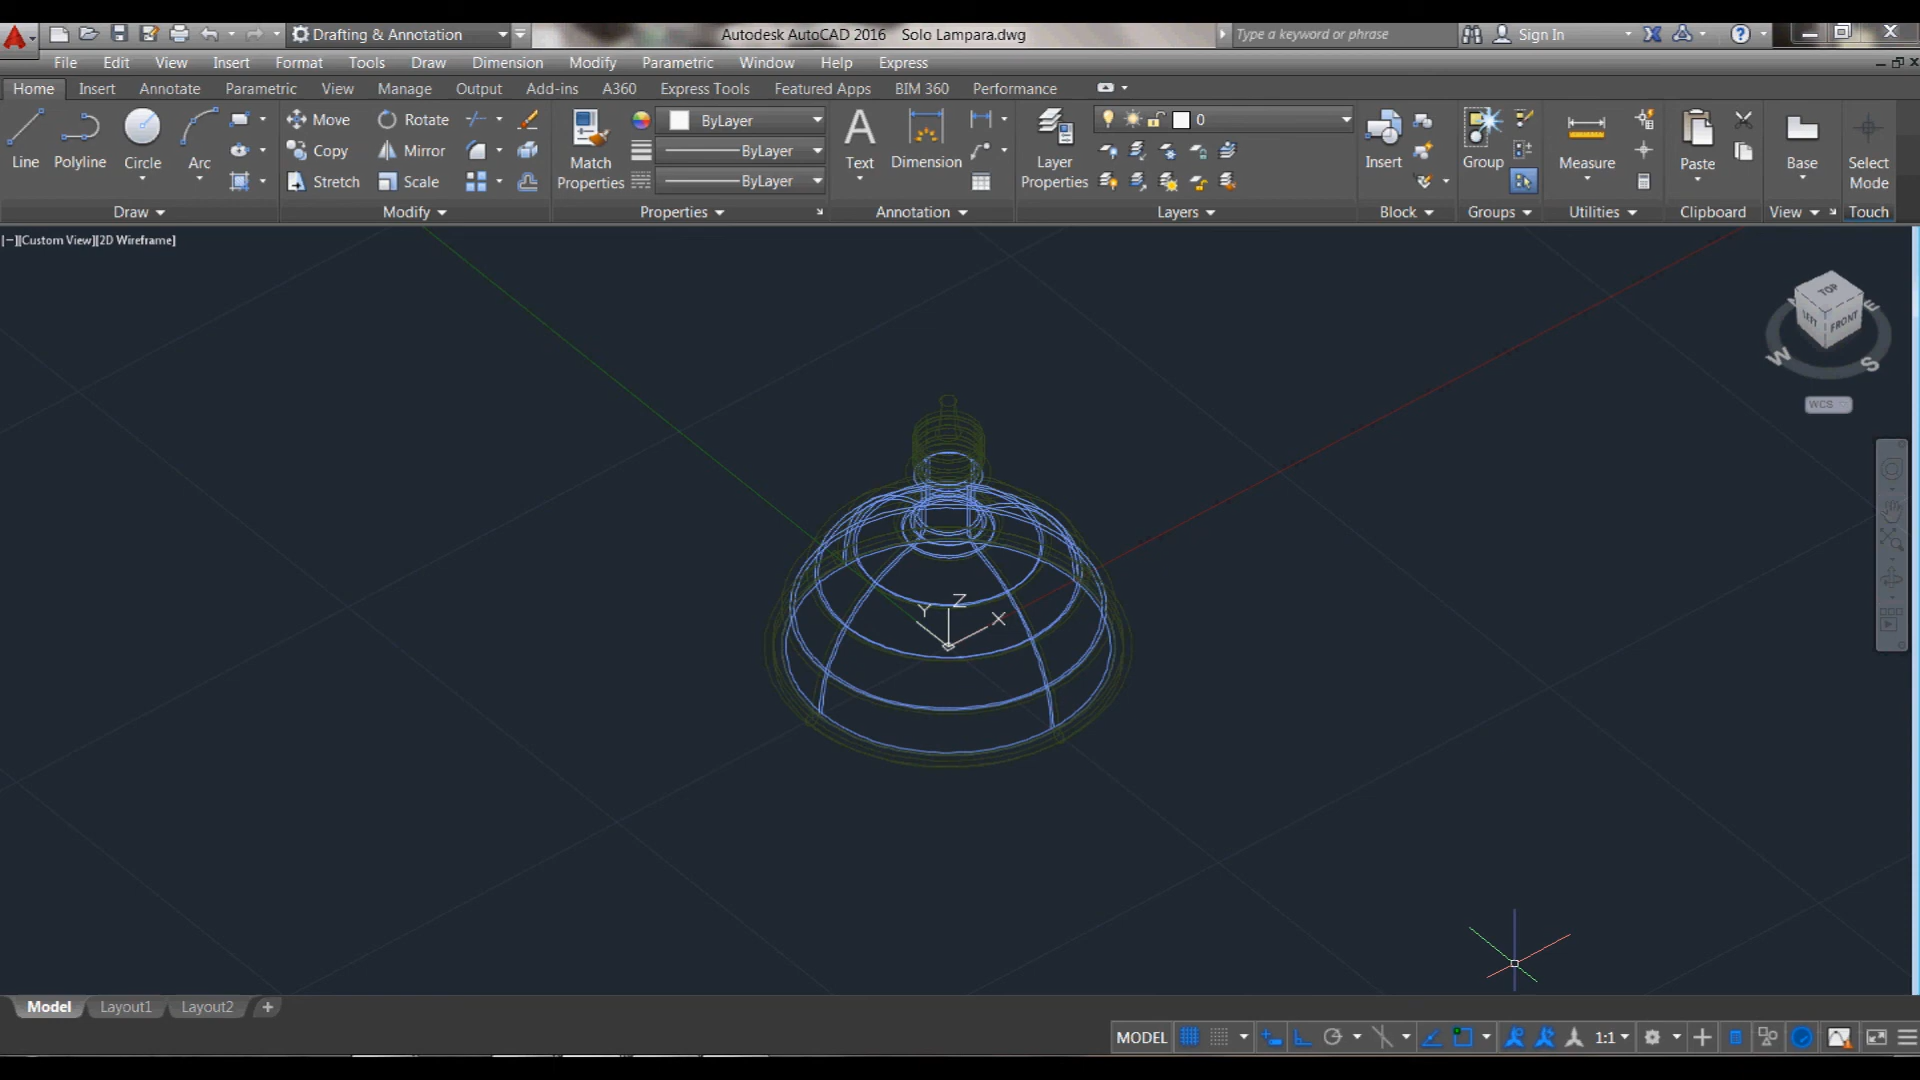 Drafting & Annotation
Autodesk AutoCAD 2016 Solo Lampara.dwg
Type a keyword or phrase
Sign In
File Edit View Insert Format Tools Draw Dimension Modify Parametric Window Help Express
Home Insert Annotate Parametric View Manage Output Add-ins A360 Express Tools Featured Apps BIM 360 Performance
Line Polyline Circle Arc
Move Rotate
Copy Mirror
Stretch Scale
Match Properties
ByLayer
ByLayer
ByLayer
Text Dimension
Layer Properties
0
Insert
Group
Measure
Paste
Base
Select Mode
Draw Modify Properties Annotation Layers Block Groups Utilities Clipboard View Touch
[−][Custom View][2D Wireframe]
TOP
LEFT FRONT
E
W S
WCS
Y Z X
Model Layout1 Layout2 +
MODEL 1:1